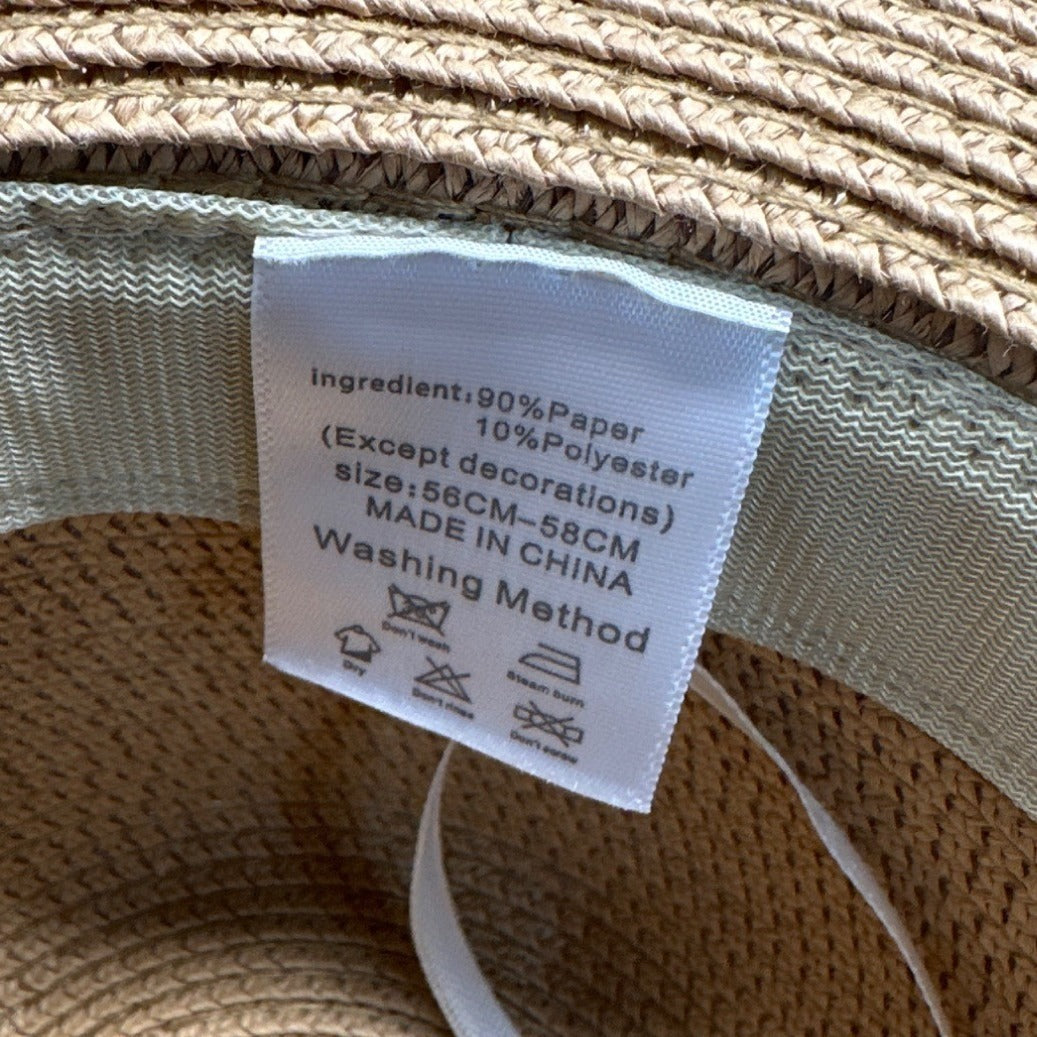 ingredient:90%Paper
10%Polyester
(Except decorations)
size:56CM-58CM
MADE IN CHINA
Washing Method
Don't wash
Dry
Steam burn
Don't rinse
Don't screw